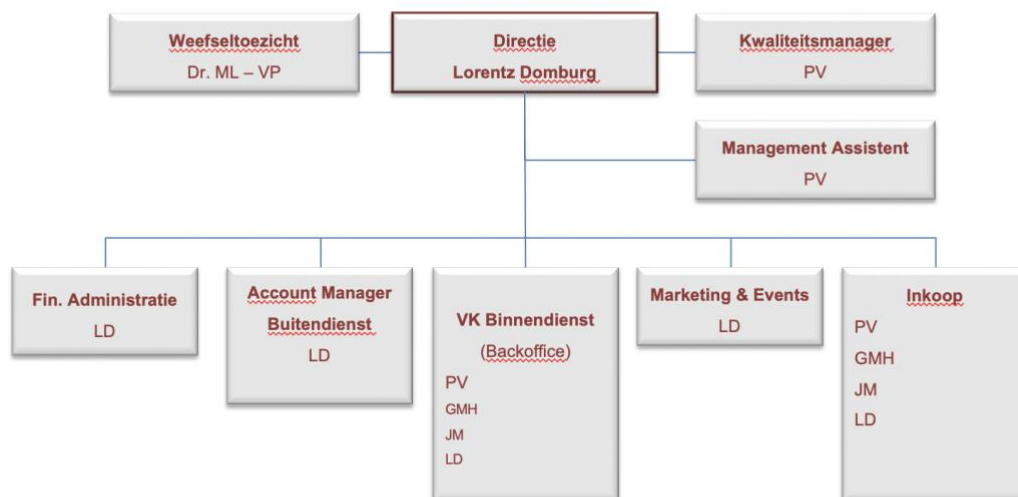 Weefseltoezicht
Dr. ML – VP
Directie
Lorentz Domburg
Kwaliteitsmanager
PV
Management Assistent
PV
Fin. Administratie
LD
Account Manager
Buitendienst
LD
VK Binnendienst
(Backoffice)
PV
GMH
JM
LD
Marketing & Events
LD
Inkoop
PV
GMH
JM
LD